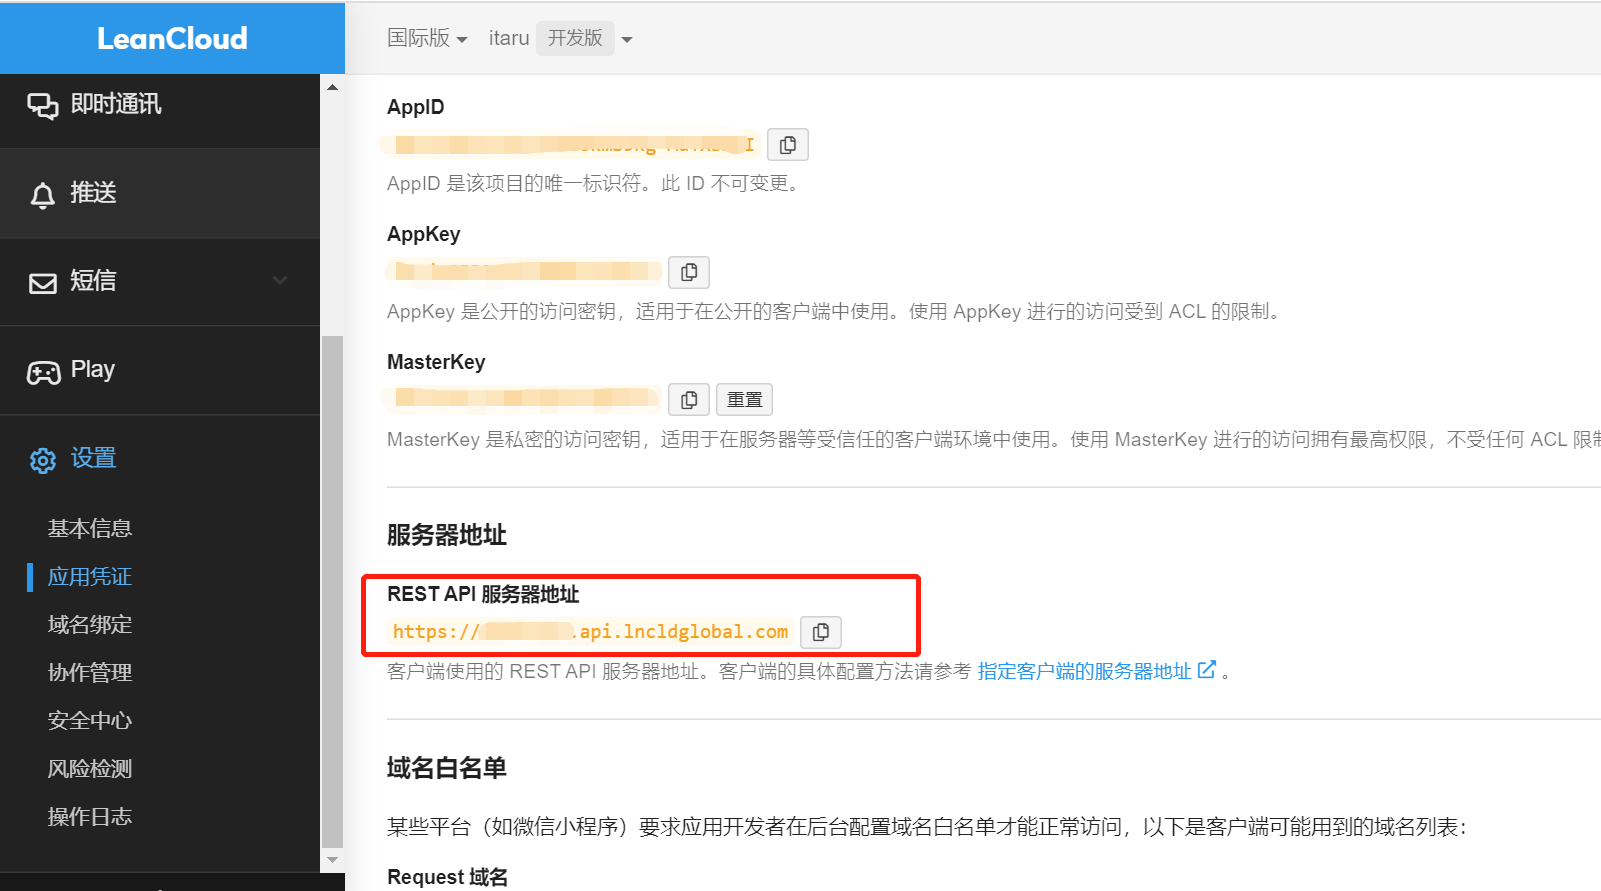 LeanCloud
国际版 itaru 开发版
即时通讯
推送
短信
Play
设置
基本信息
应用凭证
域名绑定
协作管理
安全中心
风险检测
操作日志
AppID
AppID 是该项目的唯一标识符。此 ID 不可变更。
AppKey
AppKey 是公开的访问密钥，适用于在公开的客户端中使用。使用 AppKey 进行的访问受到 ACL 的限制。
MasterKey
重置
MasterKey 是私密的访问密钥，适用于在服务器等受信任的客户端环境中使用。使用 MasterKey 进行的访问拥有最高权限，不受任何 ACL 限制
服务器地址
REST API 服务器地址
https://.api.lncldglobal.com
客户端使用的 REST API 服务器地址。客户端的具体配置方法请参考 指定客户端的服务器地址。
域名白名单
某些平台（如微信小程序）要求应用开发者在后台配置域名白名单才能正常访问，以下是客户端可能用到的域名列表：
Request 域名